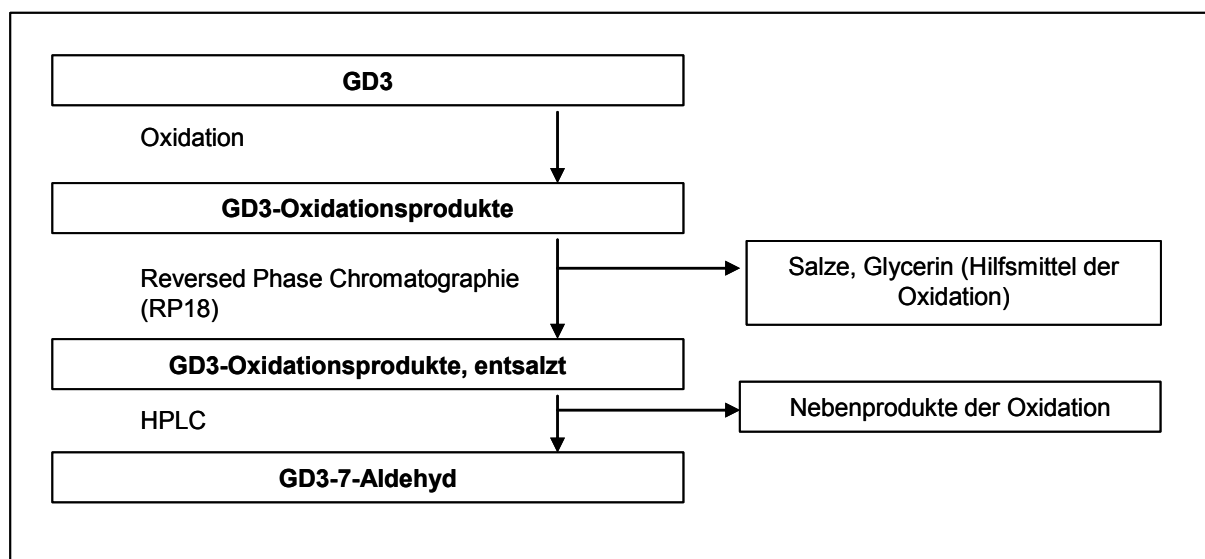 GD3
Oxidation
GD3-Oxidationsprodukte
Reversed Phase Chromatographie
(RP18)
Salze, Glycerin (Hilfsmittel der
Oxidation)
GD3-Oxidationsprodukte, entsalzt
HPLC
Nebenprodukte der Oxidation
GD3-7-Aldehyd